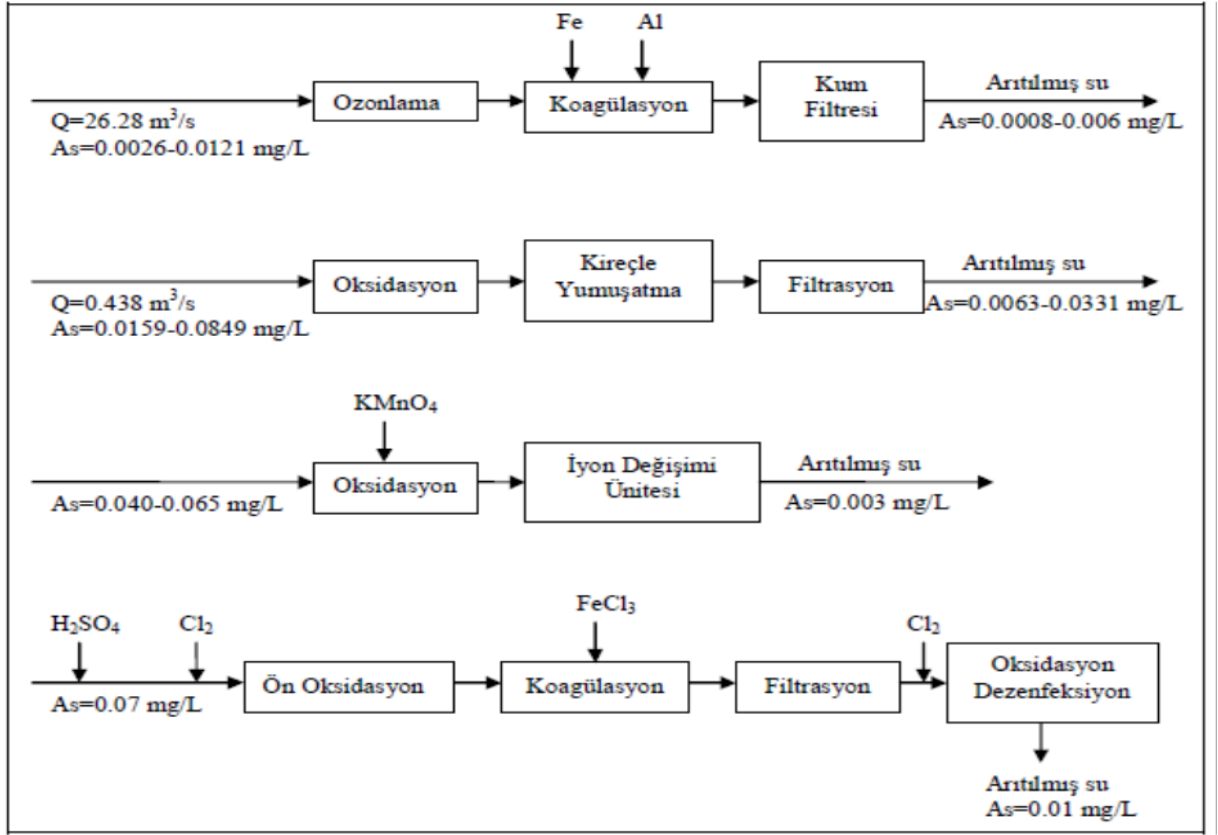 Fe Al
Ozonlama
Koagülasyon
Kum
Filtresi
Arıtılmış su
Q=26.28 m³/s
As=0.0026-0.0121 mg/L
As=0.0008-0.006 mg/L
Oksidasyon
Kireçle
Yumuşatma
Filtrasyon
Arıtılmış su
Q=0.438 m³/s
As=0.0159-0.0849 mg/L
As=0.0063-0.0331 mg/L
KMnO₄
Oksidasyon
İyon Değişimi
Ünitesi
Arıtılmış su
As=0.040-0.065 mg/L
As=0.003 mg/L
H₂SO₄ Cl₂
FeCl₃
Cl₂
Ön Oksidasyon
Koagülasyon
Filtrasyon
Oksidasyon
Dezenfeksiyon
As=0.07 mg/L
Arıtılmış su
As=0.01 mg/L